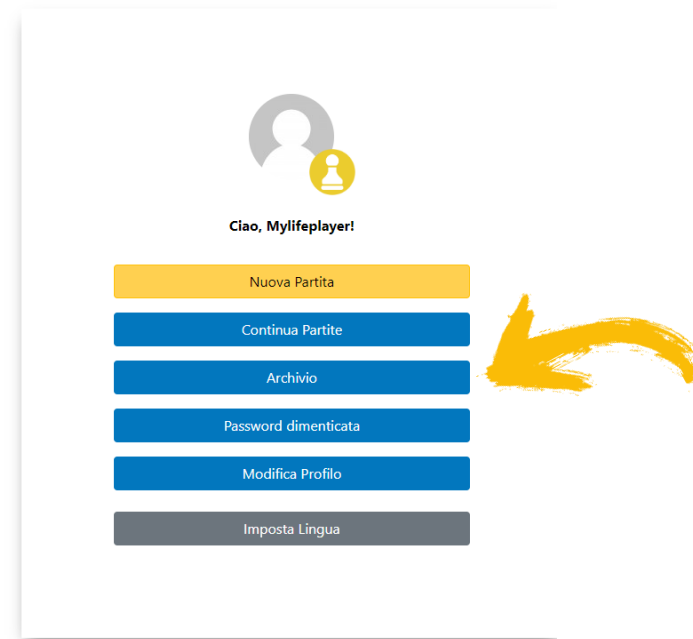 Ciao, Mylifeplayer!
Nuova Partita
Continua Partite
Archivio
Password dimenticata
Modifica Profilo
Imposta Lingua